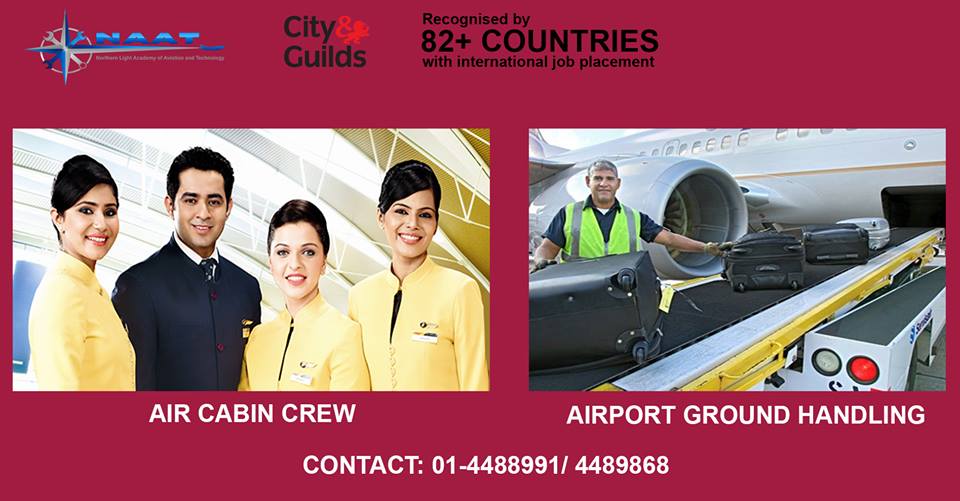 NAAT
Northern Light Academy of Aviation and Technology
City&
Guilds
Recognised by
82+ COUNTRIES
with international job placement
AIR CABIN CREW
AIRPORT GROUND HANDLING
CONTACT: 01-4488991/ 4489868